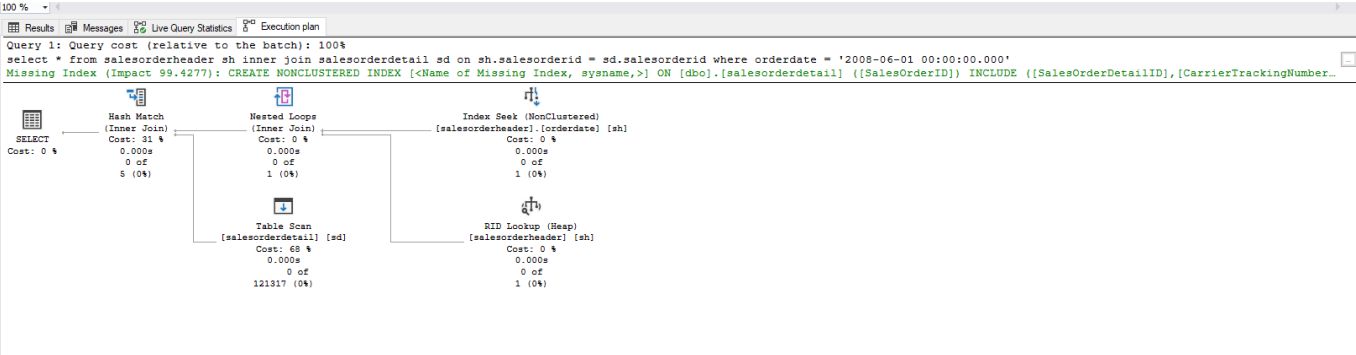 100 %
Results Messages Live Query Statistics Execution plan
Query 1: Query cost (relative to the batch): 100%
select * from salesorderheader sh inner join salesorderdetail sd on sh.salesorderid = sd.salesorderid where orderdate = '2008-06-01 00:00:00.000'
Missing Index (Impact 99.4277): CREATE NONCLUSTERED INDEX [<Name of Missing Index, sysname,>] ON [dbo].[salesorderdetail] ([SalesOrderID]) INCLUDE ([SalesOrderDetailID],[CarrierTrackingNumber...
SELECT
Cost: 0 %
Hash Match
(Inner Join)
Cost: 31 %
0.000s
0 of
5 (0%)
Nested Loops
(Inner Join)
Cost: 0 %
0.000s
0 of
1 (0%)
Index Seek (NonClustered)
[salesorderheader].[orderdate] [sh]
Cost: 0 %
0.000s
0 of
1 (0%)
Table Scan
[salesorderdetail] [sd]
Cost: 68 %
0.000s
0 of
121317 (0%)
RID Lookup (Heap)
[salesorderheader] [sh]
Cost: 0 %
0.000s
0 of
1 (0%)